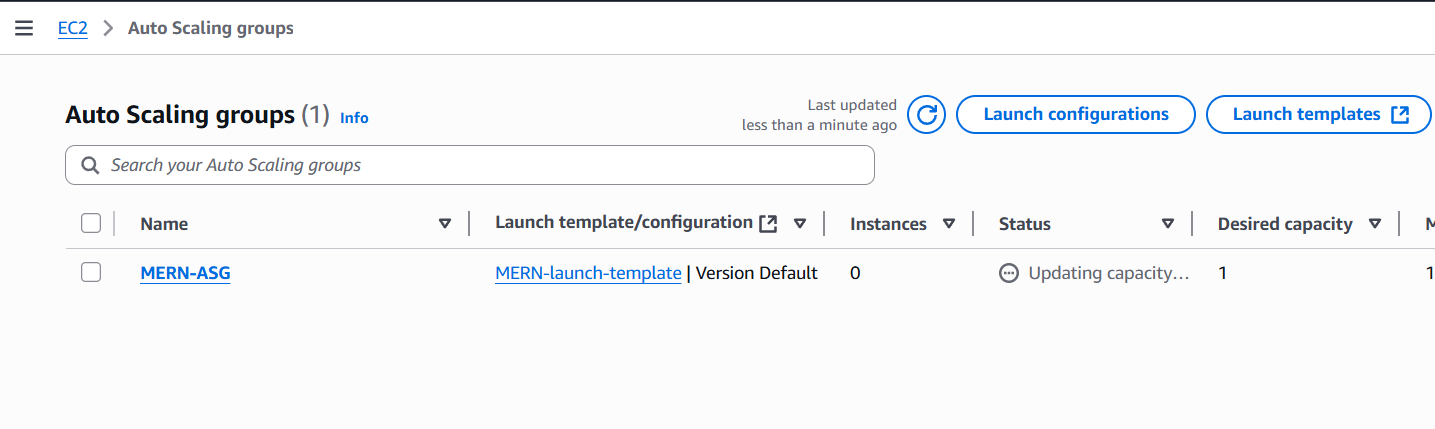 EC2 > Auto Scaling groups
Auto Scaling groups (1) Info
Last updated
less than a minute ago
Launch configurations
Launch templates
Search your Auto Scaling groups
Name Launch template/configuration Instances Status Desired capacity
MERN-ASG MERN-launch-template | Version Default 0 Updating capacity... 1 1